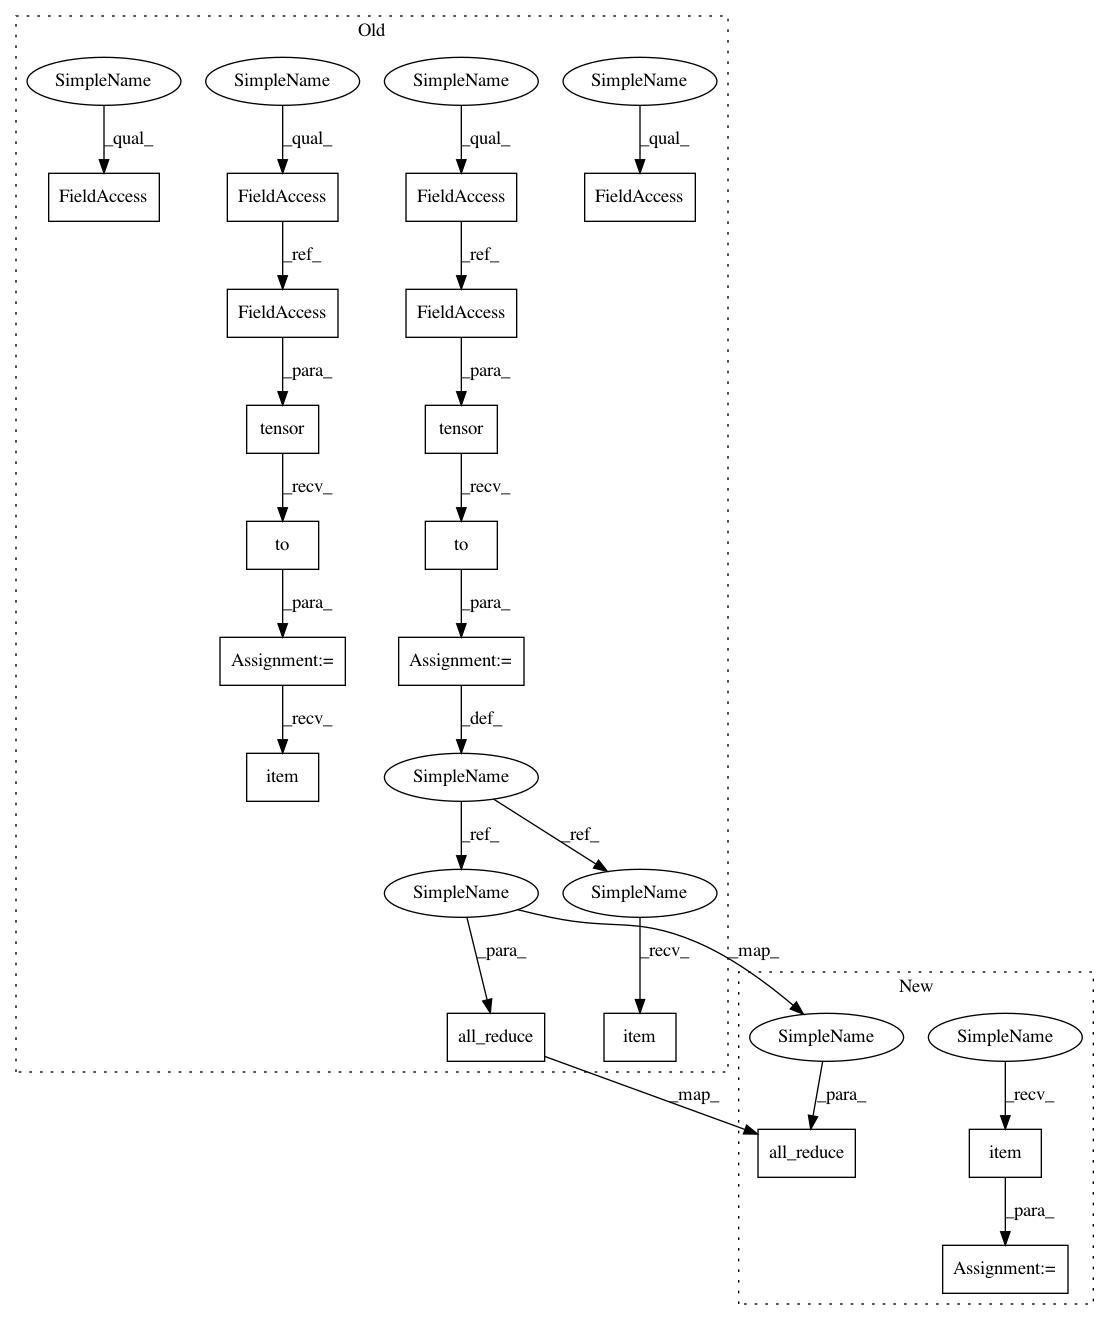 Old
SimpleName
SimpleName
SimpleName
SimpleName
_qual_
_qual_
_qual_
_qual_
FieldAccess
FieldAccess
FieldAccess
FieldAccess
_ref_
_ref_
FieldAccess
FieldAccess
_para_
_para_
tensor
tensor
_recv_
_recv_
to
to
_para_
_para_
Assignment:=
Assignment:=
_recv_
_def_
item
SimpleName
_ref_
_ref_
SimpleName
SimpleName
_para_
_recv_
_map_
New
all_reduce
item
SimpleName
SimpleName
_map_
_para_
_recv_
all_reduce
item
_para_
Assignment:=